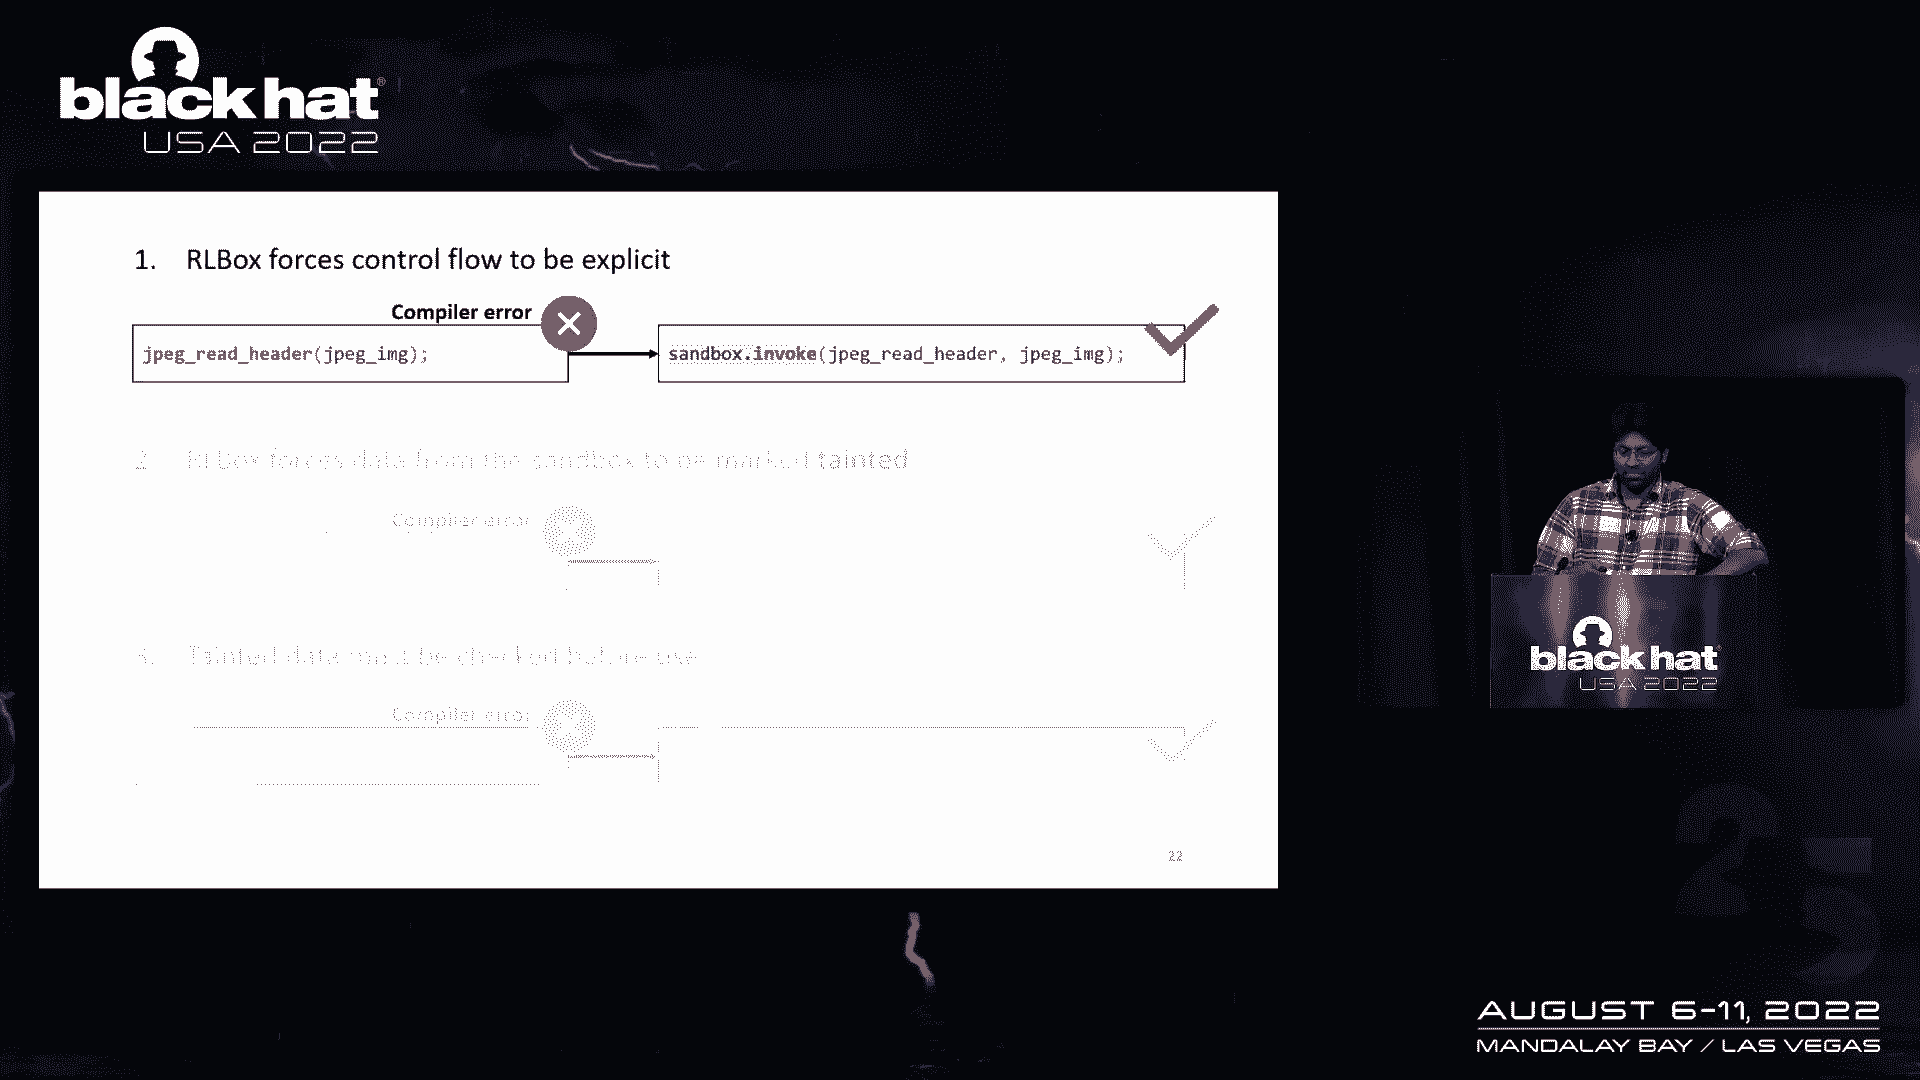 black hat®
USA 2022
1. RLBox forces control flow to be explicit
Compiler error
jpeg_read_header(jpeg_img);
sandbox.invoke(jpeg_read_header, jpeg_img);
2. RLBox forces data from the sandbox to be marked tainted
Compiler error
3. Tainted data must be checked before use
Compiler error
22
black hat
USA 2022
25
AUGUST 6-11, 2022
MANDALAY BAY / LAS VEGAS